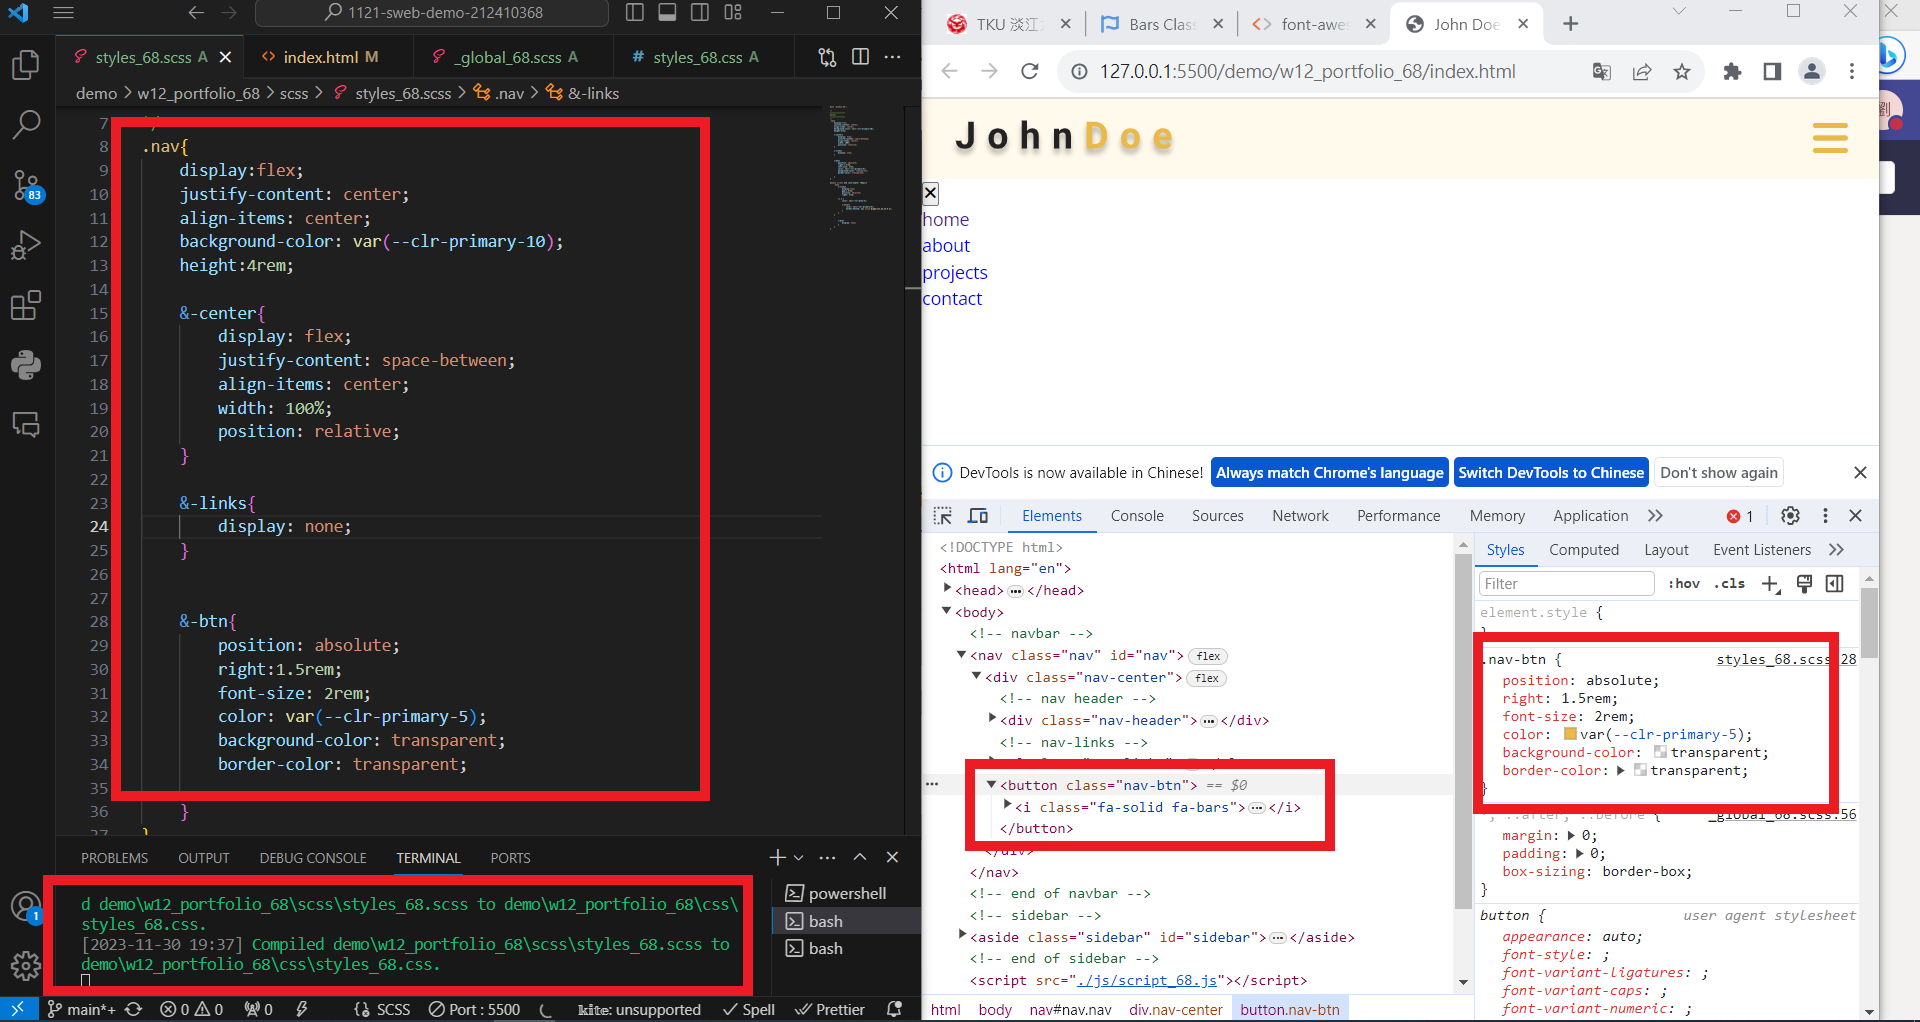 1121-sweb-demo-212410368
styles_68.scss A
index.html M
_global_68.scss A
styles_68.css A
demo > w12_portfolio_68 > scss > styles_68.scss > .nav > &-links
7
8 .nav{
9 display:flex;
10 justify-content: center;
11 align-items: center;
12 background-color: var(--clr-primary-10);
13 height:4rem;
14
15 &-center{
16 display: flex;
17 justify-content: space-between;
18 align-items: center;
19 width: 100%;
20 position: relative;
21 }
22
23 &-links{
24 display: none;
25 }
26
27
28 &-btn{
29 position: absolute;
30 right:1.5rem;
31 font-size: 2rem;
32 color: var(--clr-primary-5);
33 background-color: transparent;
34 border-color: transparent;
35
36 }
37 }
83
1
PROBLEMS OUTPUT DEBUG CONSOLE TERMINAL PORTS
d demo\w12_portfolio_68\scss\styles_68.scss to demo\w12_portfolio_68\css\
styles_68.css.
[2023-11-30 19:37] Compiled demo\w12_portfolio_68\scss\styles_68.scss to
demo\w12_portfolio_68\css\styles_68.css.
powershell
bash
bash
main*+ 0 0 0 SCSS Port : 5500 kite: unsupported Spell Prettier
TKU 淡江
Bars Clas
font-awe
John Doe
127.0.0.1:5500/demo/w12_portfolio_68/index.html
劉
JohnDoe
×
home
about
projects
contact
DevTools is now available in Chinese! Always match Chrome's language Switch DevTools to Chinese Don't show again
Elements Console Sources Network Performance Memory Application 1
<!DOCTYPE html>
<html lang="en">
<head>…</head>
<body>
<!-- navbar -->
<nav class="nav" id="nav"> flex
<div class="nav-center"> flex
<!-- nav header -->
<div class="nav-header">…</div>
<!-- nav-links -->
<button class="nav-btn"> == $0
<i class="fa-solid fa-bars">…</i>
</button>
</div>
</nav>
<!-- end of navbar -->
<!-- sidebar -->
<aside class="sidebar" id="sidebar">…</aside>
<!-- end of sidebar -->
<script src="./js/script_68.js"></script>
html body nav#nav.nav div.nav-center button.nav-btn
Styles Computed Layout Event Listeners
Filter :hov .cls
element.style {
}
.nav-btn { styles_68.scss:28
position: absolute;
right: 1.5rem;
font-size: 2rem;
color: var(--clr-primary-5);
background-color: transparent;
border-color: transparent;
}
*, ::after, ::before { _global_68.scss:56
margin: 0;
padding: 0;
box-sizing: border-box;
}
button { user agent stylesheet
appearance: auto;
font-style: ;
font-variant-ligatures: ;
font-variant-caps: ;
font-variant-numeric: ;